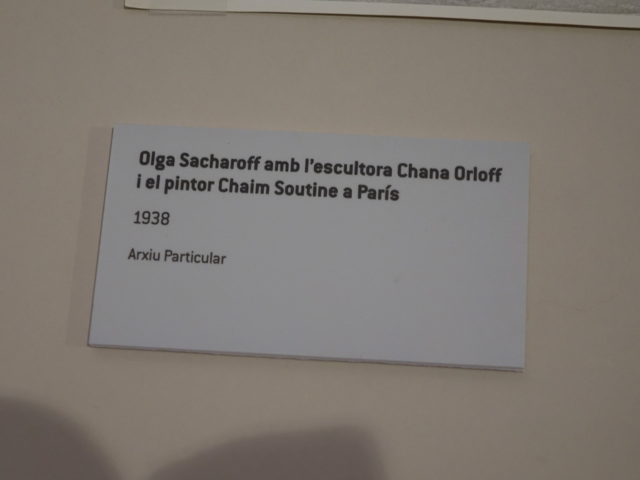 Olga Sacharoff amb l'escultora Chana Orloff
i el pintor Chaim Soutine a París
1938
Arxiu Particular